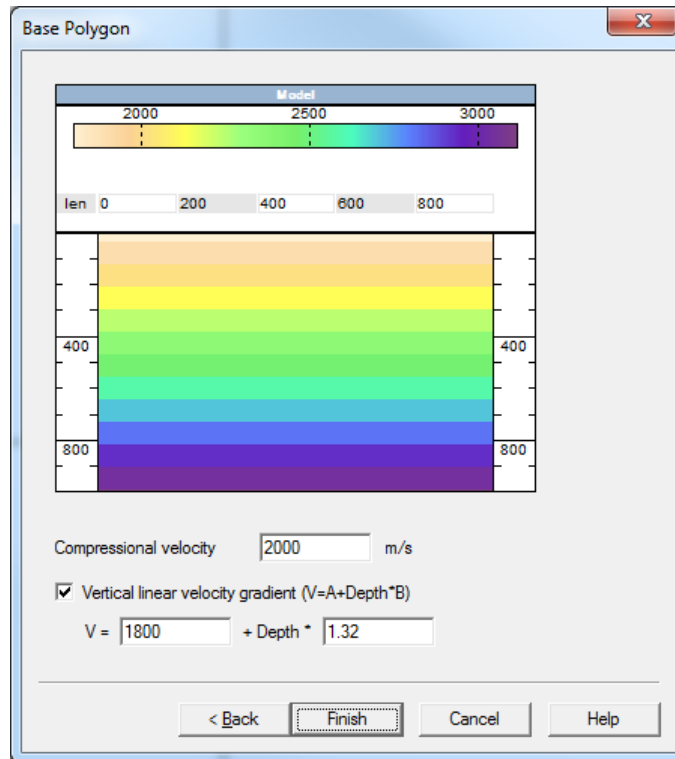 Base Polygon
Model
2000 2500 3000
len 0 200 400 600 800
400 400
800 800
Compressional velocity 2000 m/s
Vertical linear velocity gradient (V=A+Depth*B)
V = 1800 + Depth * 1.32
< Back Finish Cancel Help